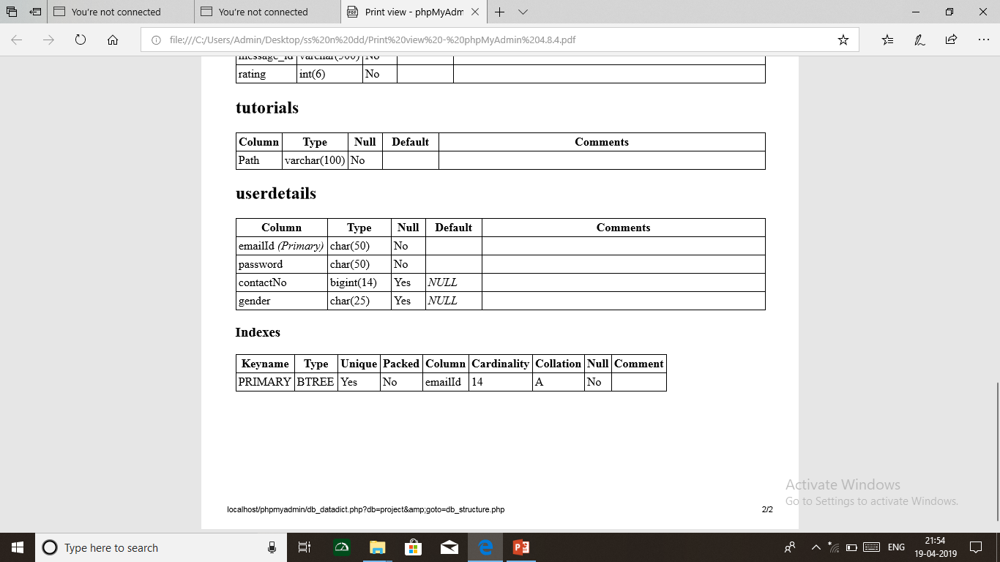 You're not connected You're not connected Print view - phpMyAdm
file:///C:/Users/Admin/Desktop/ss%20n%20dd/Print%20view%20-%20phpMyAdmin%204.8.4.pdf
message_id varchar(500) No
rating int(6) No
tutorials
Column Type Null Default Comments
Path varchar(100) No
userdetails
Column Type Null Default Comments
emailId (Primary) char(50) No
password char(50) No
contactNo bigint(14) Yes NULL
gender char(25) Yes NULL
Indexes
Keyname Type Unique Packed Column Cardinality Collation Null Comment
PRIMARY BTREE Yes No emailId 14 A No
Activate Windows
Go to Settings to activate Windows.
localhost/phpmyadmin/db_datadict.php?db=project&amp;goto=db_structure.php 2/2
Type here to search ENG 21:54
19-04-2019